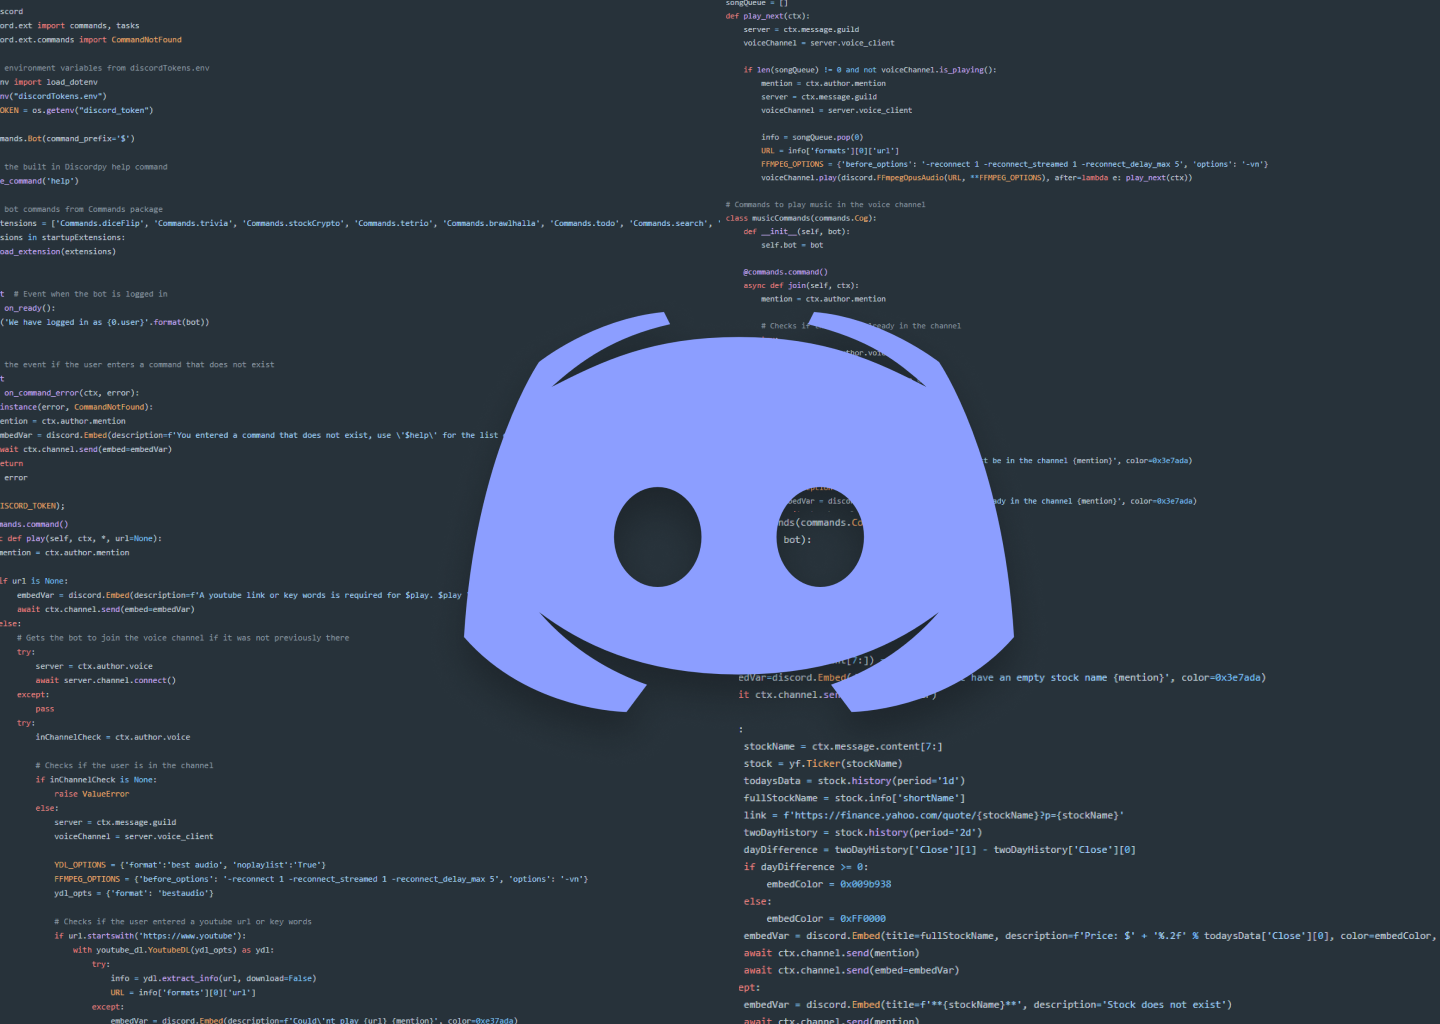 scord
ord.ext import commands, tasks
ord.ext.commands import CommandNotFound
environment variables from discordTokens.env
nv import load_dotenv
nv("discordTokens.env")
OKEN = os.getenv("discord_token")
mands.Bot(command_prefix='$')
the built in Discordpy help command
e_command('help')
bot commands from Commands package
tensions = ['Commands.diceFlip', 'Commands.trivia', 'Commands.stockCrypto', 'Commands.tetrio', 'Commands.brawlhalla', 'Commands.todo', 'Commands.search', '
sions in startupExtensions:
oad_extension(extensions)
t  # Event when the bot is logged in
on_ready():
('We have logged in as {0.user}'.format(bot))
the event if the user enters a command that does not exist
t
on_command_error(ctx, error):
instance(error, CommandNotFound):
ention = ctx.author.mention
mbedVar = discord.Embed(description=f'You entered a command that does not exist, use \'$help\' for the list
wait ctx.channel.send(embed=embedVar)
eturn
error
ISCORD_TOKEN);
mands.command()
c def play(self, ctx, *, url=None):
mention = ctx.author.mention
if url is None:
embedVar = discord.Embed(description=f'A youtube link or key words is required for $play. $play
await ctx.channel.send(embed=embedVar)
else:
# Gets the bot to join the voice channel if it was not previously there
try:
server = ctx.author.voice
await server.channel.connect()
except:
pass
try:
inChannelCheck = ctx.author.voice
# Checks if the user is in the channel
if inChannelCheck is None:
raise ValueError
else:
server = ctx.message.guild
voiceChannel = server.voice_client
YDL_OPTIONS = {'format':'best audio', 'noplaylist':'True'}
FFMPEG_OPTIONS = {'before_options': '-reconnect 1 -reconnect_streamed 1 -reconnect_delay_max 5', 'options': '-vn'}
ydl_opts = {'format': 'bestaudio'}
# Checks if the user entered a youtube url or key words
if url.startswith('https://www.youtube'):
with youtube_dl.YoutubeDL(ydl_opts) as ydl:
try:
info = ydl.extract_info(url, download=False)
URL = info['formats'][0]['url']
except:
embedVar = discord.Embed(description=f'Could\'nt play {url} {mention}', color=0xe37ada)
songQueue = []
def play_next(ctx):
server = ctx.message.guild
voiceChannel = server.voice_client
if len(songQueue) != 0 and not voiceChannel.is_playing():
mention = ctx.author.mention
server = ctx.message.guild
voiceChannel = server.voice_client
info = songQueue.pop(0)
URL = info['formats'][0]['url']
FFMPEG_OPTIONS = {'before_options': '-reconnect 1 -reconnect_streamed 1 -reconnect_delay_max 5', 'options': '-vn'}
voiceChannel.play(discord.FFmpegOpusAudio(URL, **FFMPEG_OPTIONS), after=lambda e: play_next(ctx))
# Commands to play music in the voice channel
class musicCommands(commands.Cog):
def __init__(self, bot):
self.bot = bot
@commands.command()
async def join(self, ctx):
mention = ctx.author.mention
# Checks if already in the channel
thor.voi
t be in the channel {mention}', color=0x3e7ada)
bedVar = disco ady in the channel {mention}', color=0x3e7ada)
nds(commands.Co
bot):
nt[7:])
edVar=discord.Embed( have an empty stock name {mention}', color=0x3e7ada)
it ctx.channel.sen r)
:
stockName = ctx.message.content[7:]
stock = yf.Ticker(stockName)
todaysData = stock.history(period='1d')
fullStockName = stock.info['shortName']
link = f'https://finance.yahoo.com/quote/{stockName}?p={stockName}'
twoDayHistory = stock.history(period='2d')
dayDifference = twoDayHistory['Close'][1] - twoDayHistory['Close'][0]
if dayDifference >= 0:
embedColor = 0x009b938
else:
embedColor = 0xFF0000
embedVar = discord.Embed(title=fullStockName, description=f'Price: $' + '%.2f' % todaysData['Close'][0], color=embedColor,
await ctx.channel.send(mention)
await ctx.channel.send(embed=embedVar)
ept:
embedVar = discord.Embed(title=f'**{stockName}**', description='Stock does not exist')
await ctx.channel.send(mention)